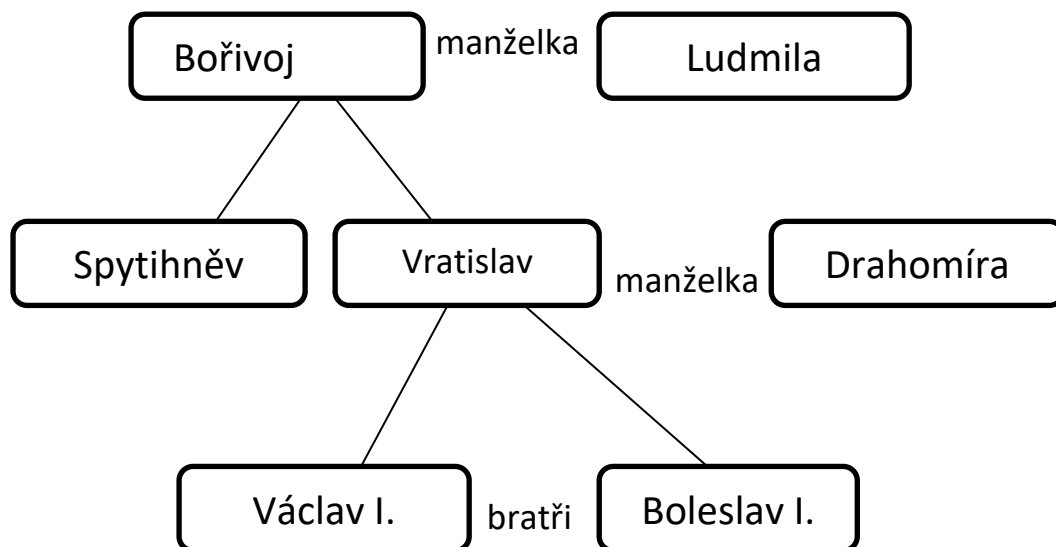 Bořivoj manželka Ludmila
Spytihněv Vratislav manželka Drahomíra
Václav I. bratři Boleslav I.